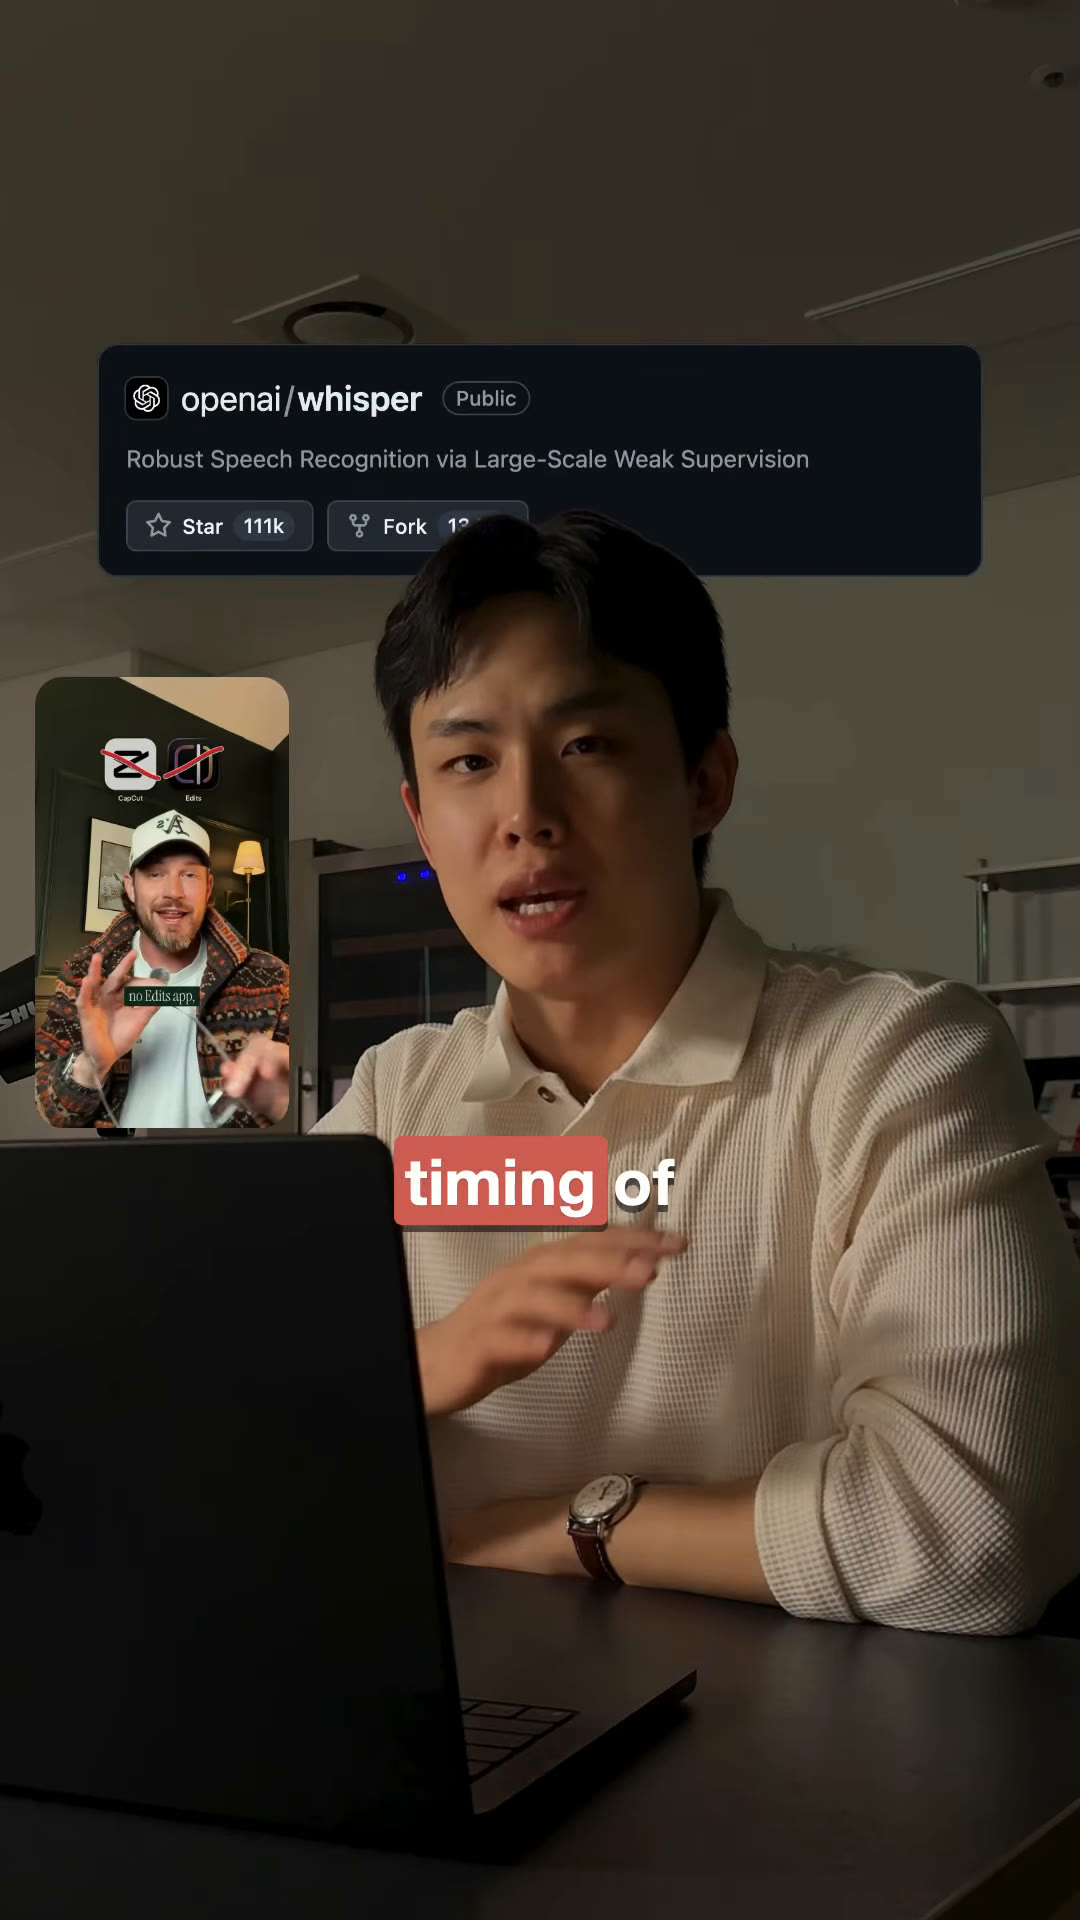 openai/whisper Public
Robust Speech Recognition via Large-Scale Weak Supervision
Star 111k Fork
CapCut Edits
no Edits app,
timing of